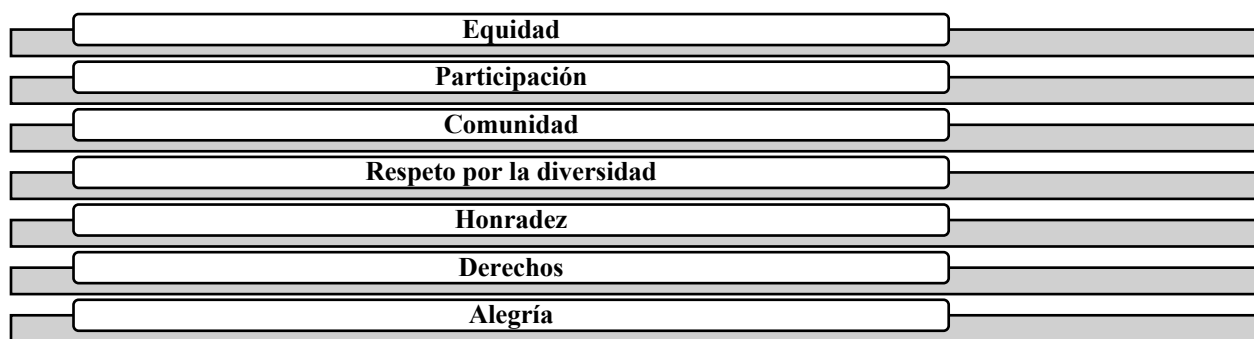 Equidad
Participación
Comunidad
Respeto por la diversidad
Honradez
Derechos
Alegría